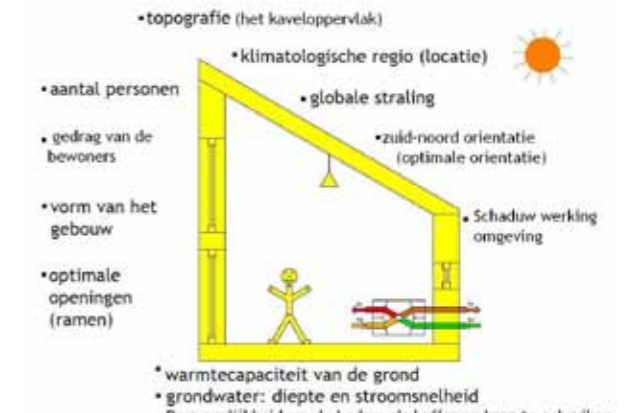 •topografie (het kaveloppervlak)
•klimatologische regio (locatie)
•aantal personen
•globale straling
• gedrag van de
bewoners
•zuid-noord orientatie
(optimale orientatie)
•vorm van het
gebouw
• Schaduw werking
omgeving
•optimale
openingen
(ramen)
• warmtecapaciteit van de grond
• grondwater: diepte en stroomsnelheid